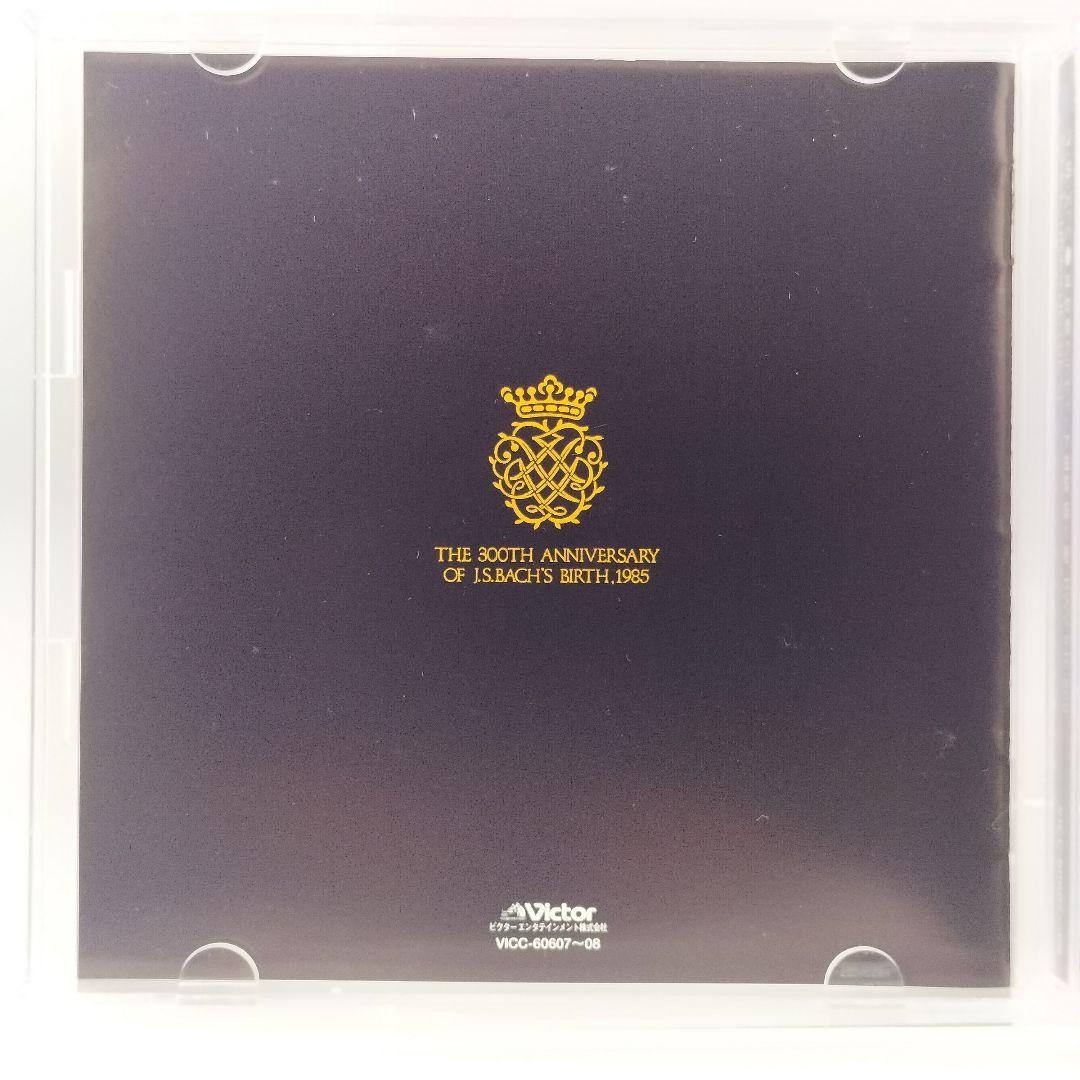 THE 300TH ANNIVERSARY
OF J.S.BACH'S BIRTH,1985
Victor
ビクターエンタテインメント株式会社
VICC-60607〜08